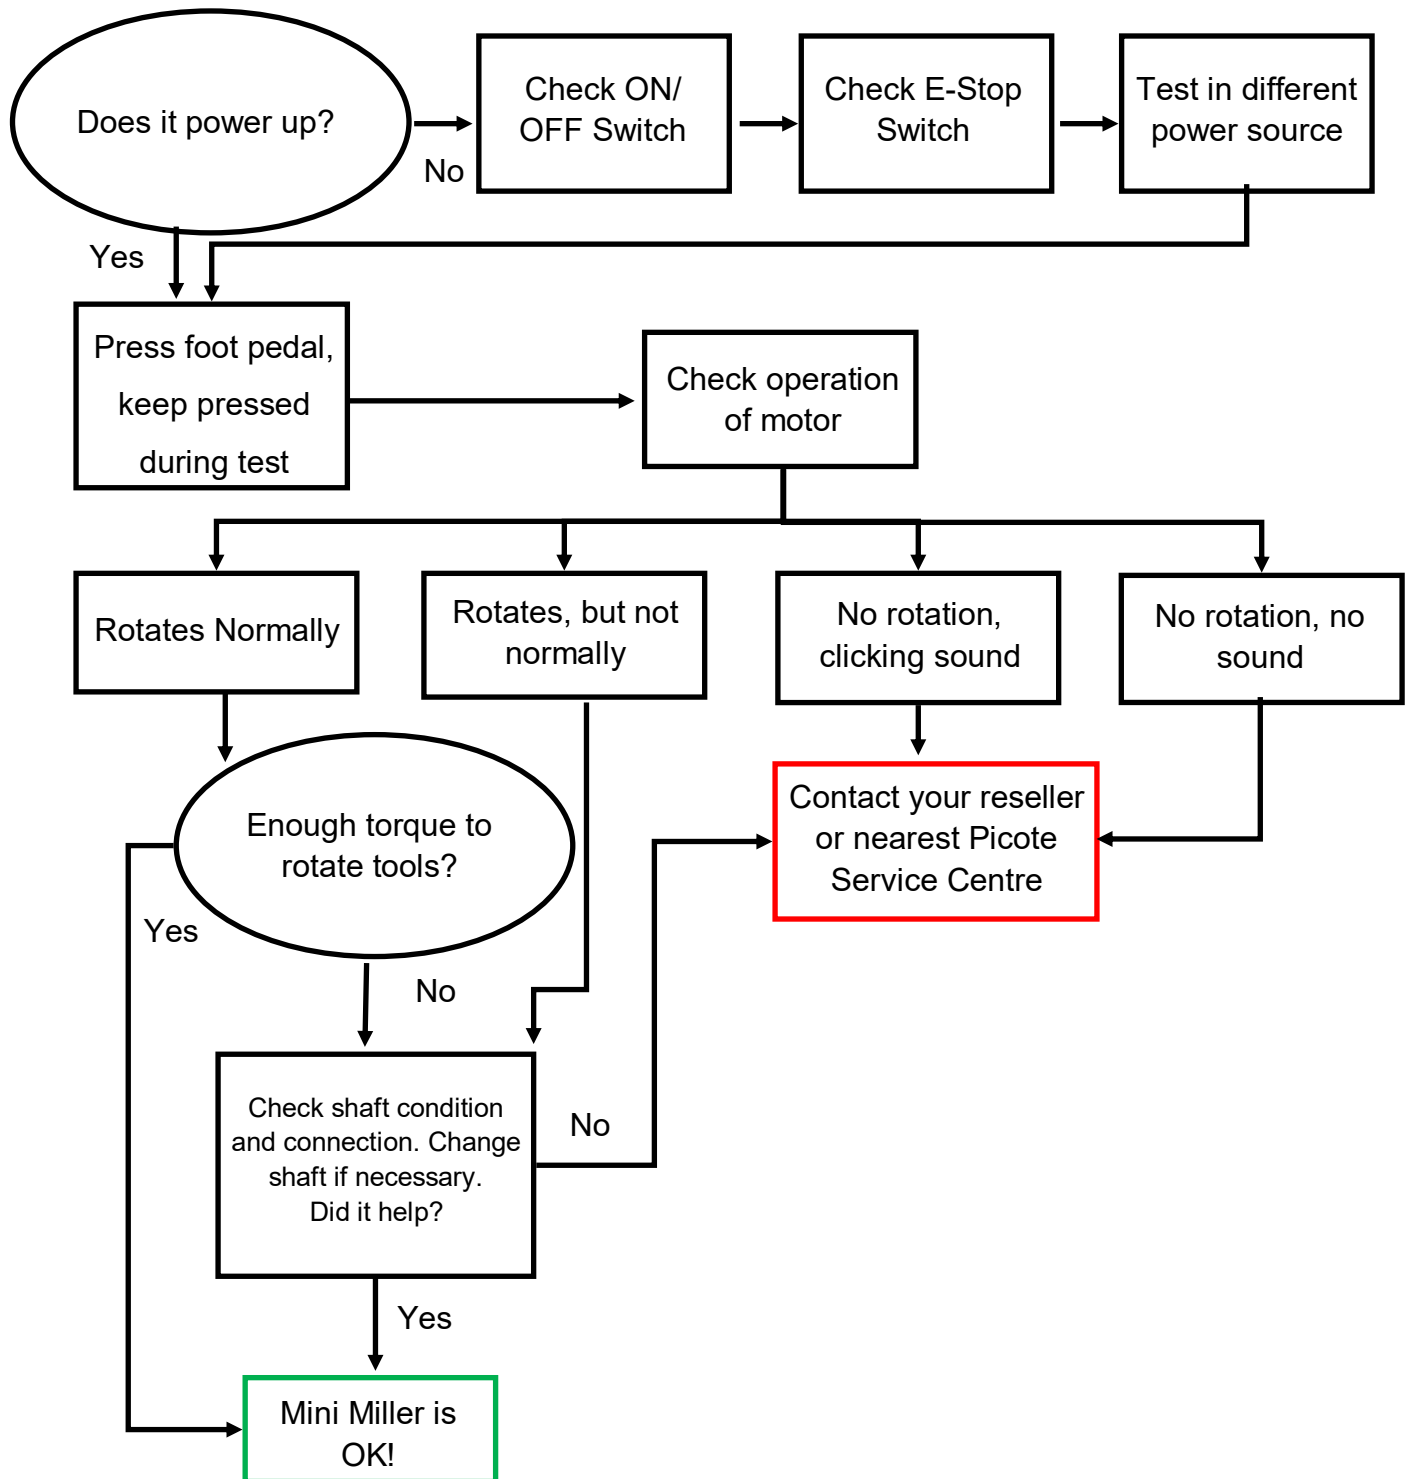 Does it power up?
No
Check ON/
OFF Switch
Check E-Stop
Switch
Test in different
power source
Yes
Press foot pedal,
keep pressed
during test
Check operation
of motor
Rotates Normally
Rotates, but not
normally
No rotation,
clicking sound
No rotation, no
sound
Enough torque to
rotate tools?
Yes
No
Contact your reseller
or nearest Picote
Service Centre
Check shaft condition
and connection. Change
shaft if necessary.
Did it help?
No
Yes
Mini Miller is
OK!